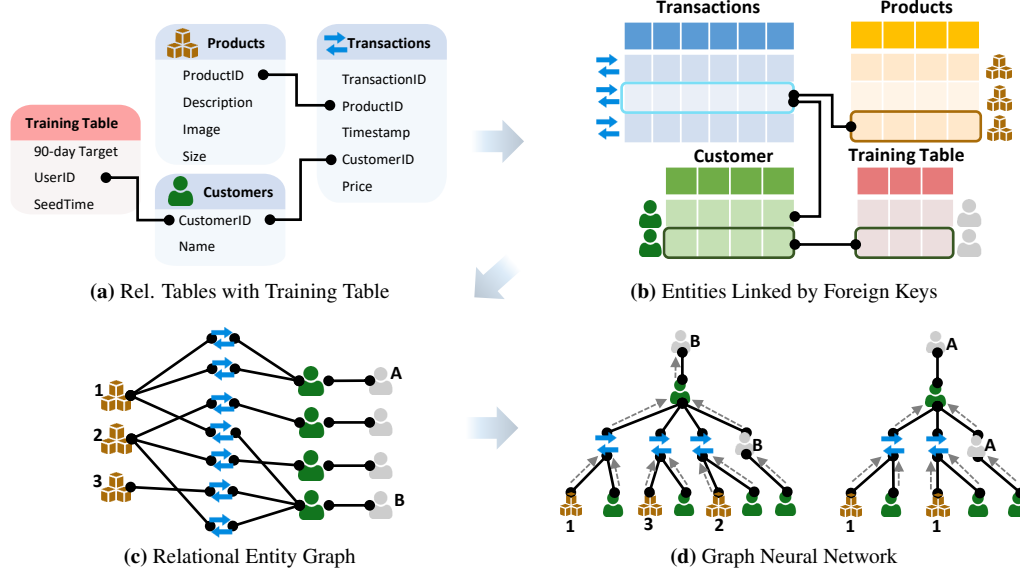 Products
ProductID
Description
Image
Size
Transactions
TransactionID
ProductID
Timestamp
CustomerID
Price
Training Table
90-day Target
UserID
SeedTime
Customers
CustomerID
Name
(a) Rel. Tables with Training Table
Transactions
Products
Customer
Training Table
(b) Entities Linked by Foreign Keys
1
2
3
A
B
(c) Relational Entity Graph
B
B
1
3
2
A
A
1
1
(d) Graph Neural Network